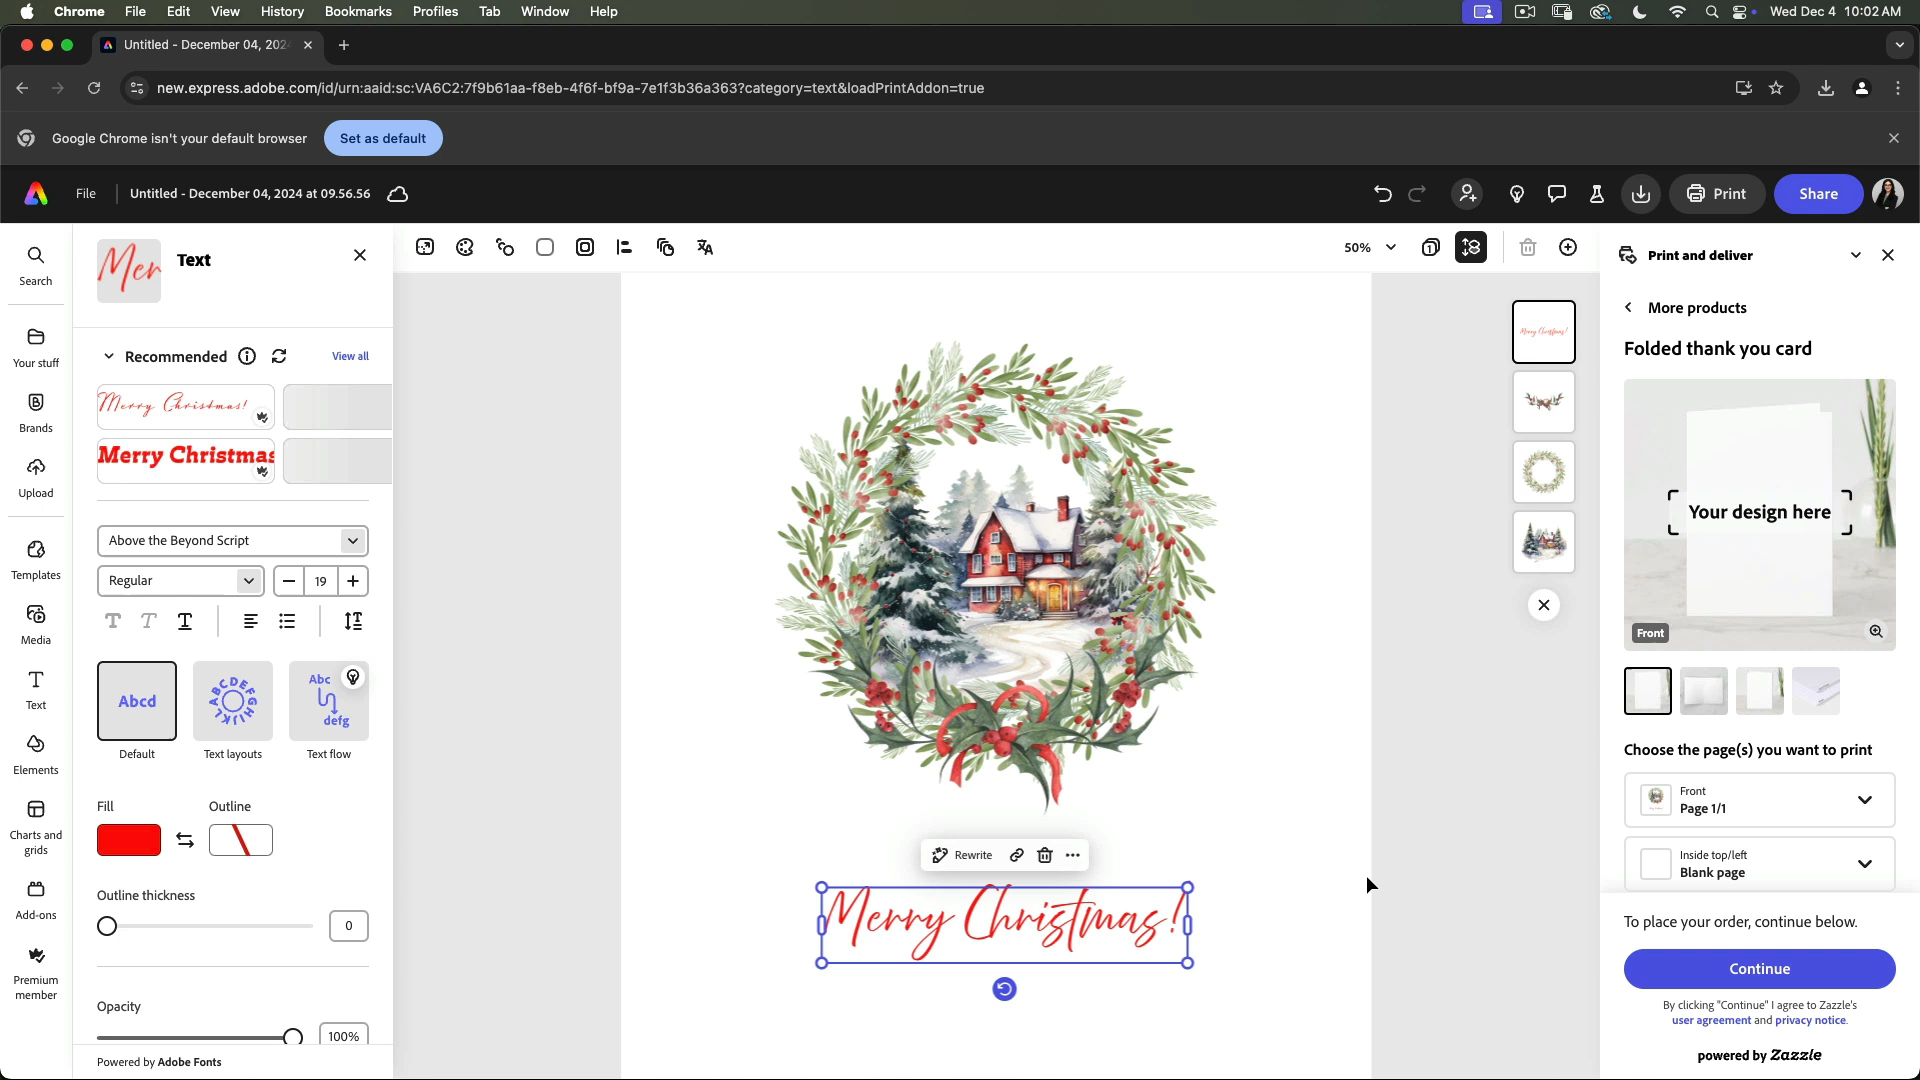 Chrome File Edit View History Bookmarks Profiles Tab Window Help
Wed Dec 4 10:02 AM
Untitled - December 04, 202
new.express.adobe.com/id/urn:aaid:sc:VA6C2:7f9b61aa-f8eb-4f6f-bf9a-7e1f3b36a363?category=text&loadPrintAddon=true
Google Chrome isn't your default browser
Set as default
File
Untitled - December 04, 2024 at 09.56.56
Print
Share
Search
Your stuff
Brands
Upload
Templates
Media
Text
Elements
Charts and
grids
Add-ons
Premium
member
Mer
Text
Recommended
View all
Merry Christmas!
Merry Christmas
Above the Beyond Script
Regular
19
Abcd
Default
ABCDEFGHIJKL
Text layouts
Abc
defg
Text flow
Fill
Outline
Outline thickness
0
Opacity
100%
Powered by Adobe Fonts
50%
1
Rewrite
Merry Christmas!
Merry Christmas!
Print and deliver
More products
Folded thank you card
Your design here
Front
Choose the page(s) you want to print
Front
Page 1/1
Inside top/left
Blank page
To place your order, continue below.
Continue
By clicking "Continue" I agree to Zazzle's
user agreement and privacy notice.
powered by Zazzle